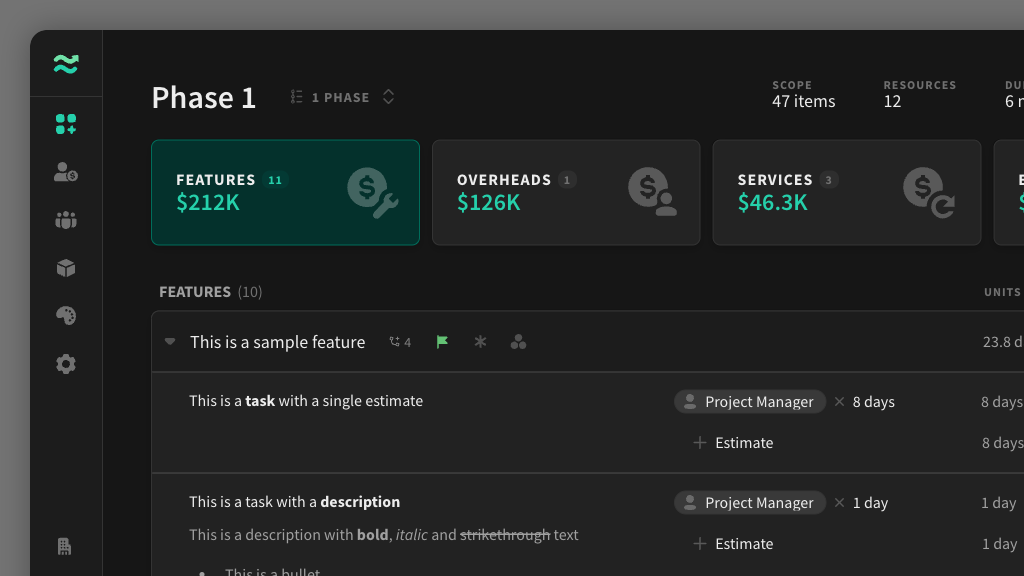 Phase 1
1 PHASE
SCOPE
47 items
RESOURCES
12
FEATURES 11
$212K
OVERHEADS 1
$126K
SERVICES 3
$46.3K
FEATURES (10)
UNITS
This is a sample feature 4
23.8 d
This is a task with a single estimate
Project Manager × 8 days
8 days
+ Estimate
8 days
This is a task with a description
Project Manager × 1 day
1 day
This is a description with bold, italic and strikethrough text
+ Estimate
1 day
• This is a bullet